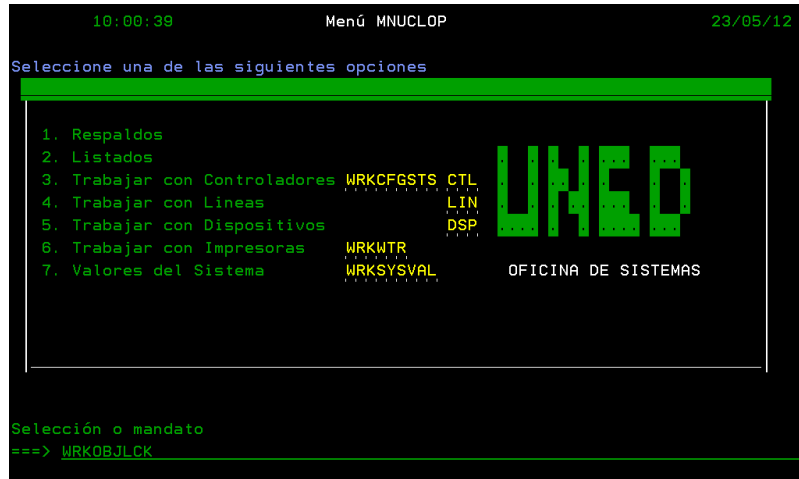 10:00:39 Menú MNUCLOP 23/05/12
Seleccione una de las siguientes opciones
1. Respaldos
2. Listados
3. Trabajar con Controladores WRKCFGSTS CTL
4. Trabajar con Lineas LIN
5. Trabajar con Dispositivos DSP
6. Trabajar con Impresoras WRKWTR
7. Valores del Sistema WRKSYSVAL
UNED
OFICINA DE SISTEMAS
Selección o mandato
===> WRKOBJLCK